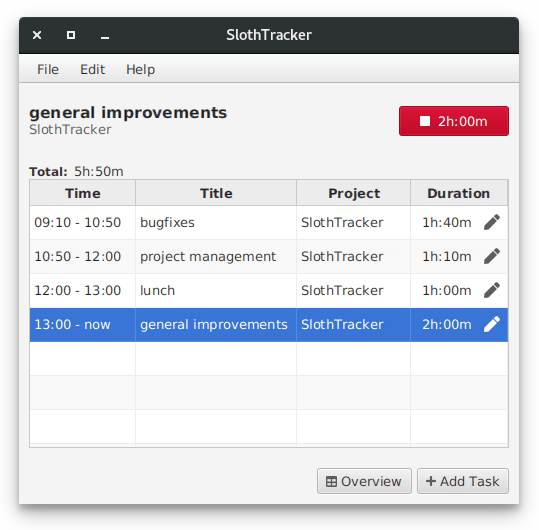 SlothTracker
File Edit Help
general improvements
SlothTracker
2h:00m
Total: 5h:50m
Time Title Project Duration
09:10 - 10:50 bugfixes SlothTracker 1h:40m
10:50 - 12:00 project management SlothTracker 1h:10m
12:00 - 13:00 lunch SlothTracker 1h:00m
13:00 - now general improvements SlothTracker 2h:00m
Overview Add Task